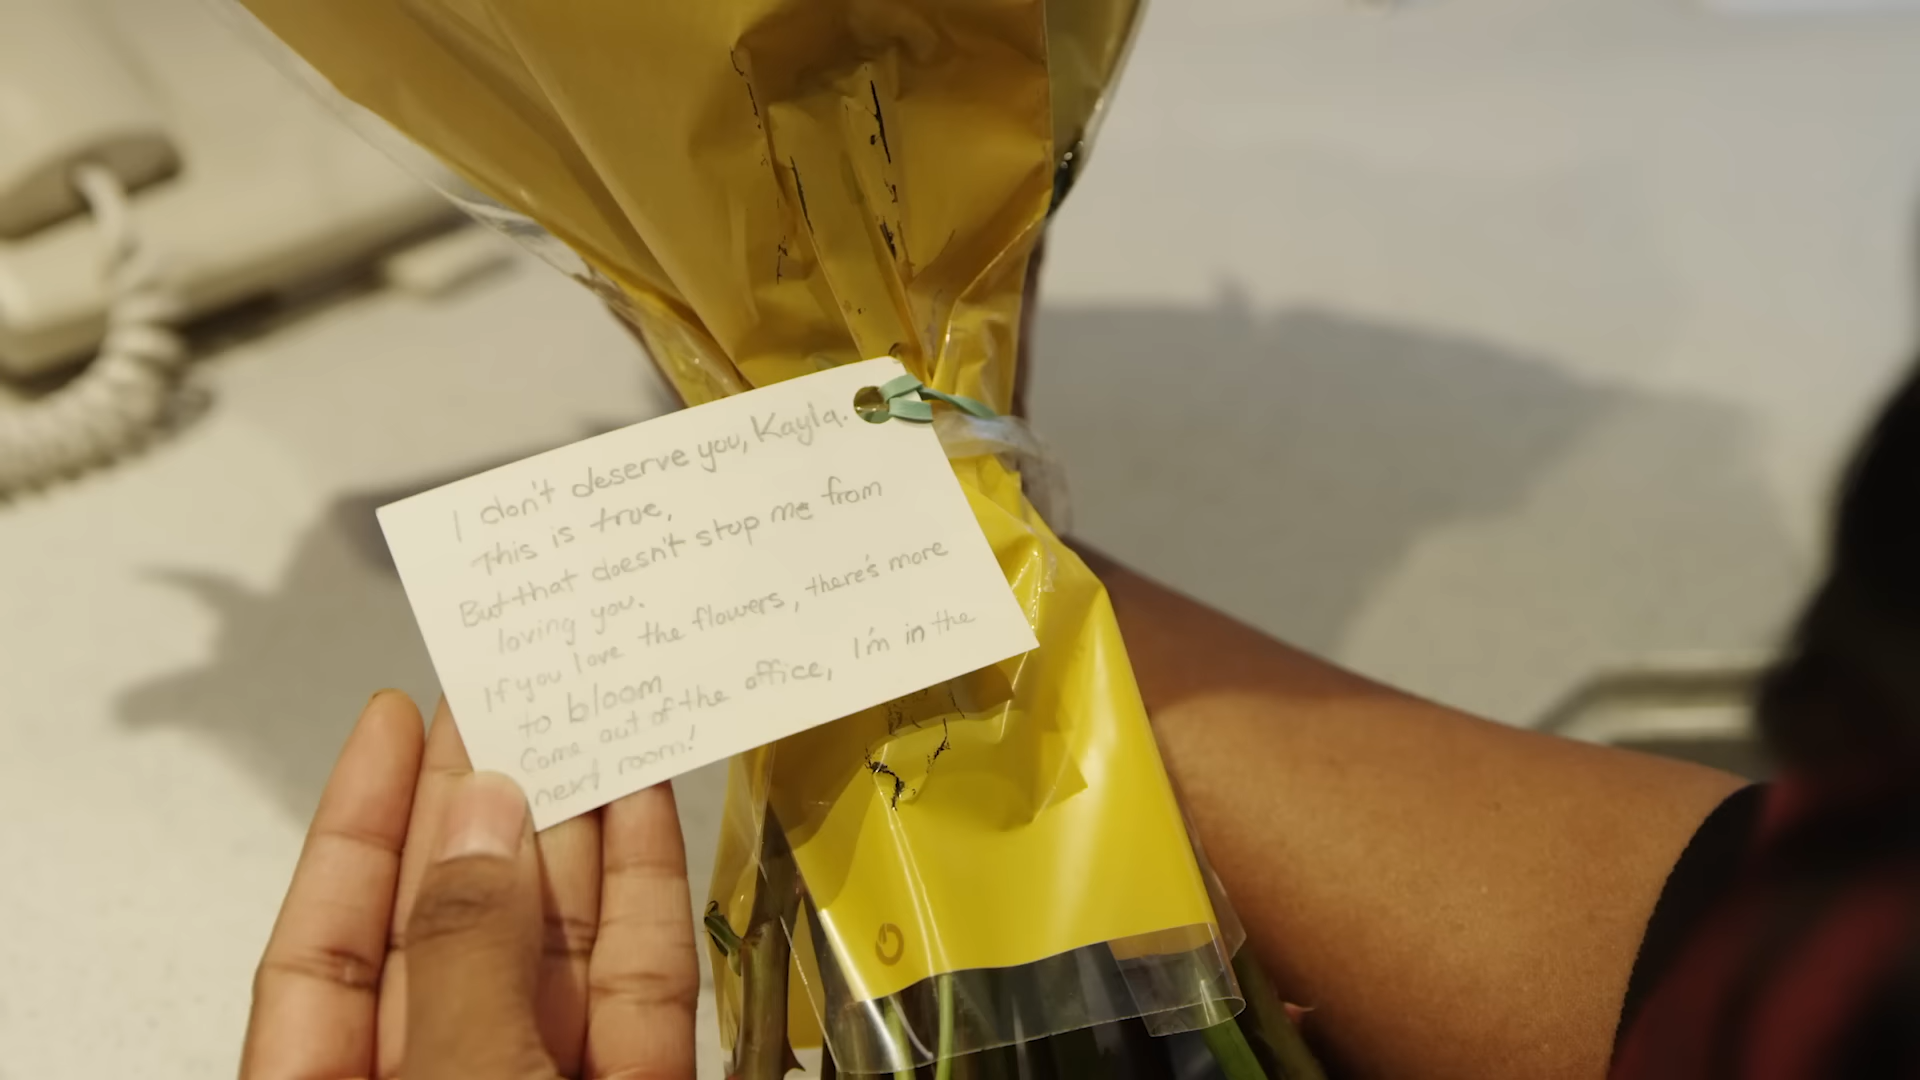 I don't deserve you, Kayla.
This is true,
But that doesn't stop me from
loving you.
If you love the flowers, there's more
to bloom
Come out of the office, I'm in the
next room!